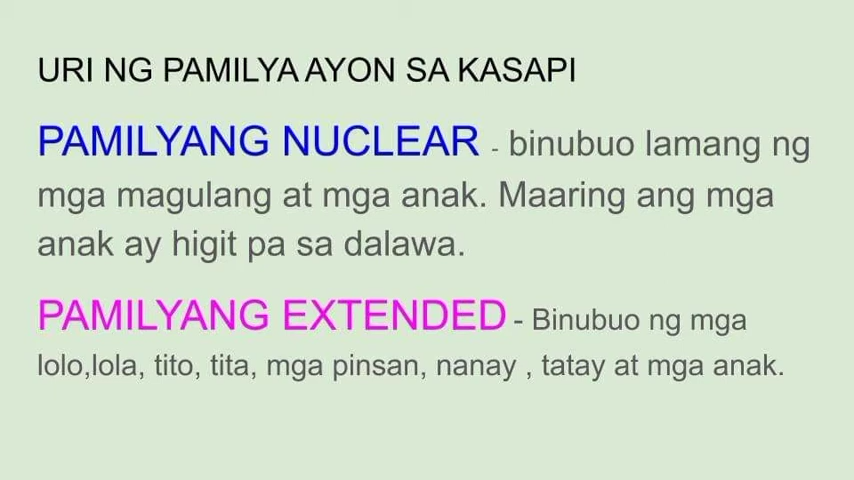 URI NG PAMILYA AYON SA KASAPI
PAMILYANG NUCLEAR - binubuo lamang ng
mga magulang at mga anak. Maaring ang mga
anak ay higit pa sa dalawa.
PAMILYANG EXTENDED - Binubuo ng mga
lolo,lola, tito, tita, mga pinsan, nanay , tatay at mga anak.